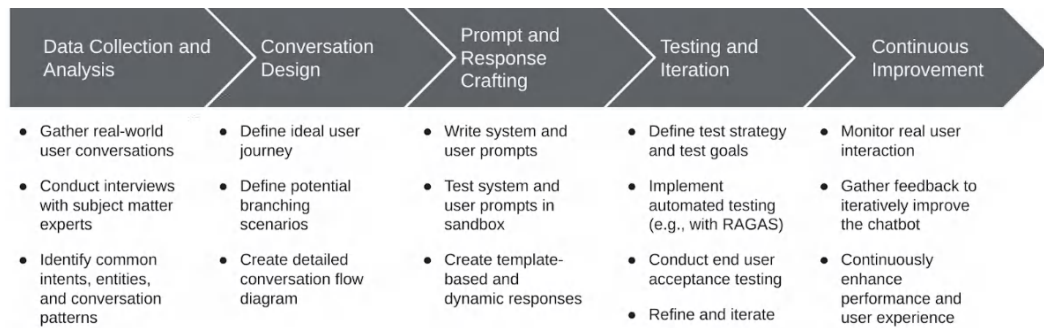 Data Collection and
Analysis
Conversation
Design
Prompt and
Response
Crafting
Testing and
Iteration
Continuous
Improvement
● Gather real-world
user conversations
● Conduct interviews
with subject matter
experts
● Identify common
intents, entities,
and conversation
patterns
● Define ideal user
journey
● Define potential
branching
scenarios
● Create detailed
conversation flow
diagram
● Write system and
user prompts
● Test system and
user prompts in
sandbox
● Create template-
based and
dynamic responses
● Define test strategy
and test goals
● Implement
automated testing
(e.g., with RAGAS)
● Conduct end user
acceptance testing
● Refine and iterate
● Monitor real user
interaction
● Gather feedback to
iteratively improve
the chatbot
● Continuously
enhance
performance and
user experience